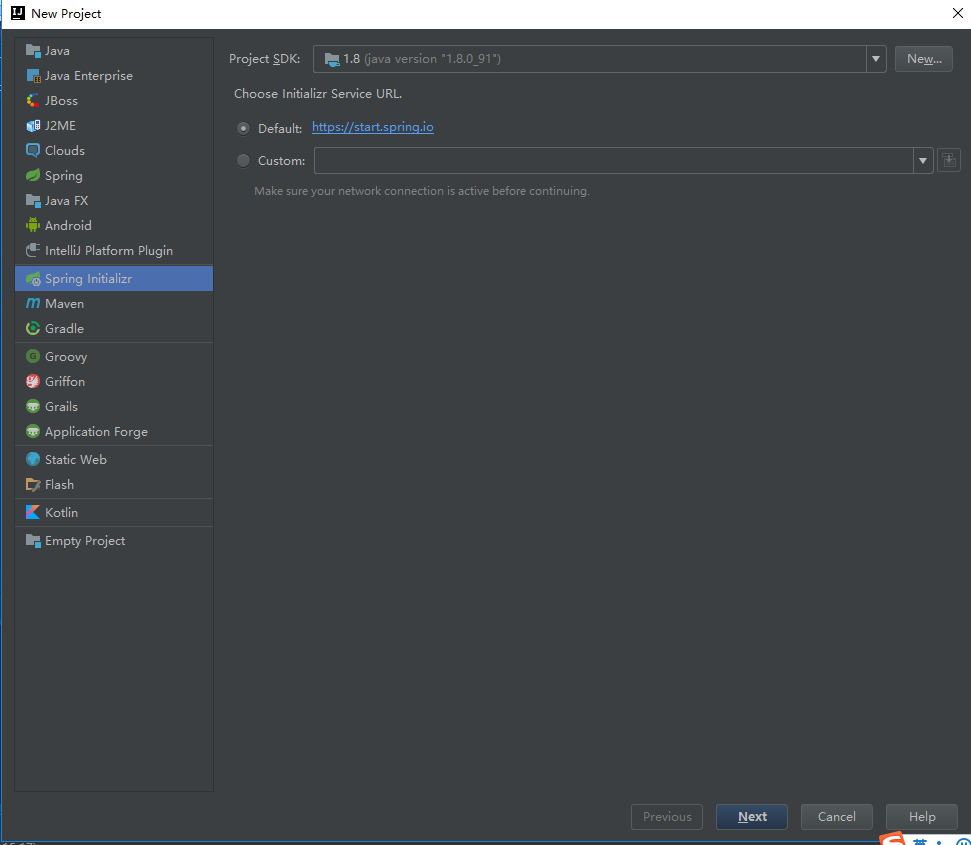 New Project
Java
Java Enterprise
JBoss
J2ME
Clouds
Spring
Java FX
Android
IntelliJ Platform Plugin
Spring Initializr
Maven
Gradle
Groovy
Griffon
Grails
Application Forge
Static Web
Flash
Kotlin
Empty Project
Project SDK: 1.8 (java version "1.8.0_91") New...
Choose Initializr Service URL.
Default: https://start.spring.io
Custom:
Make sure your network connection is active before continuing.
Previous Next Cancel Help